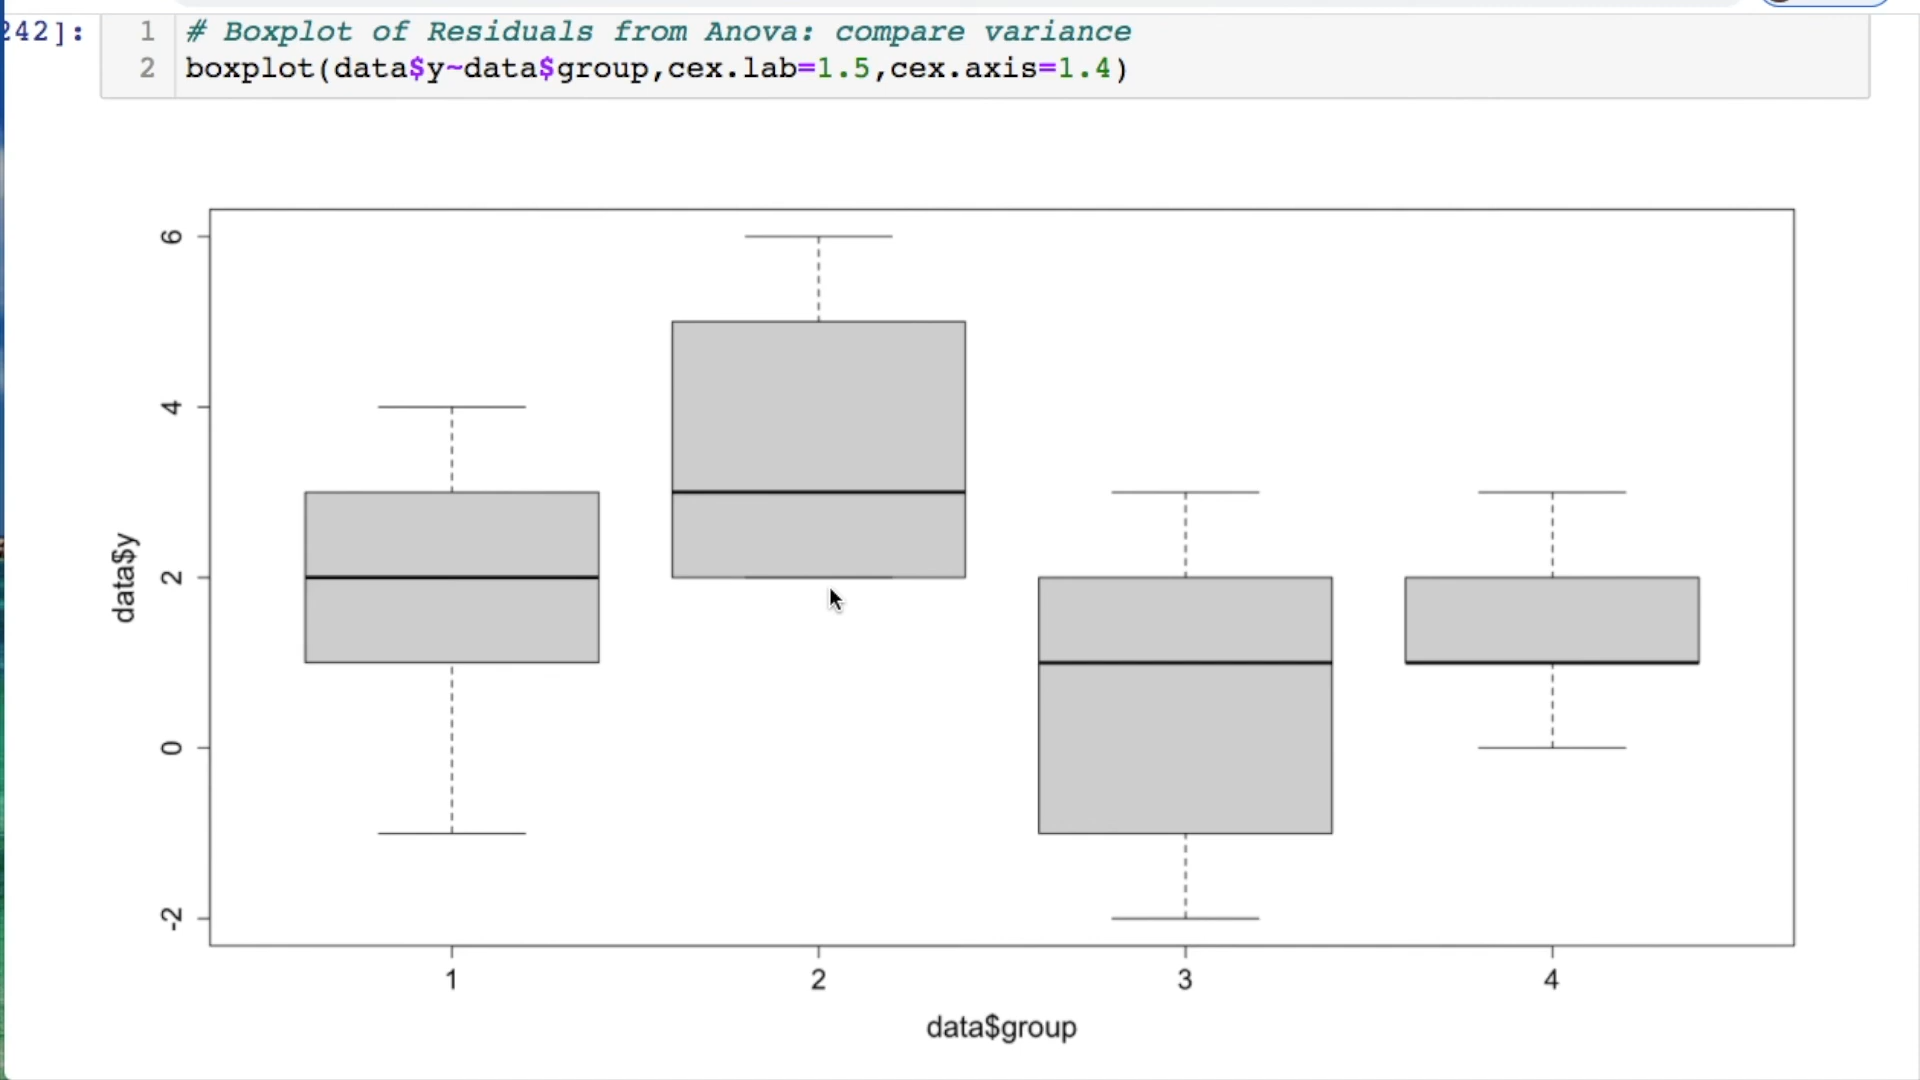 242]:
1 # Boxplot of Residuals from Anova: compare variance
2 boxplot(data$y~data$group,cex.lab=1.5,cex.axis=1.4)
6
4
2
0
-2
data$y
1 2 3 4
data$group